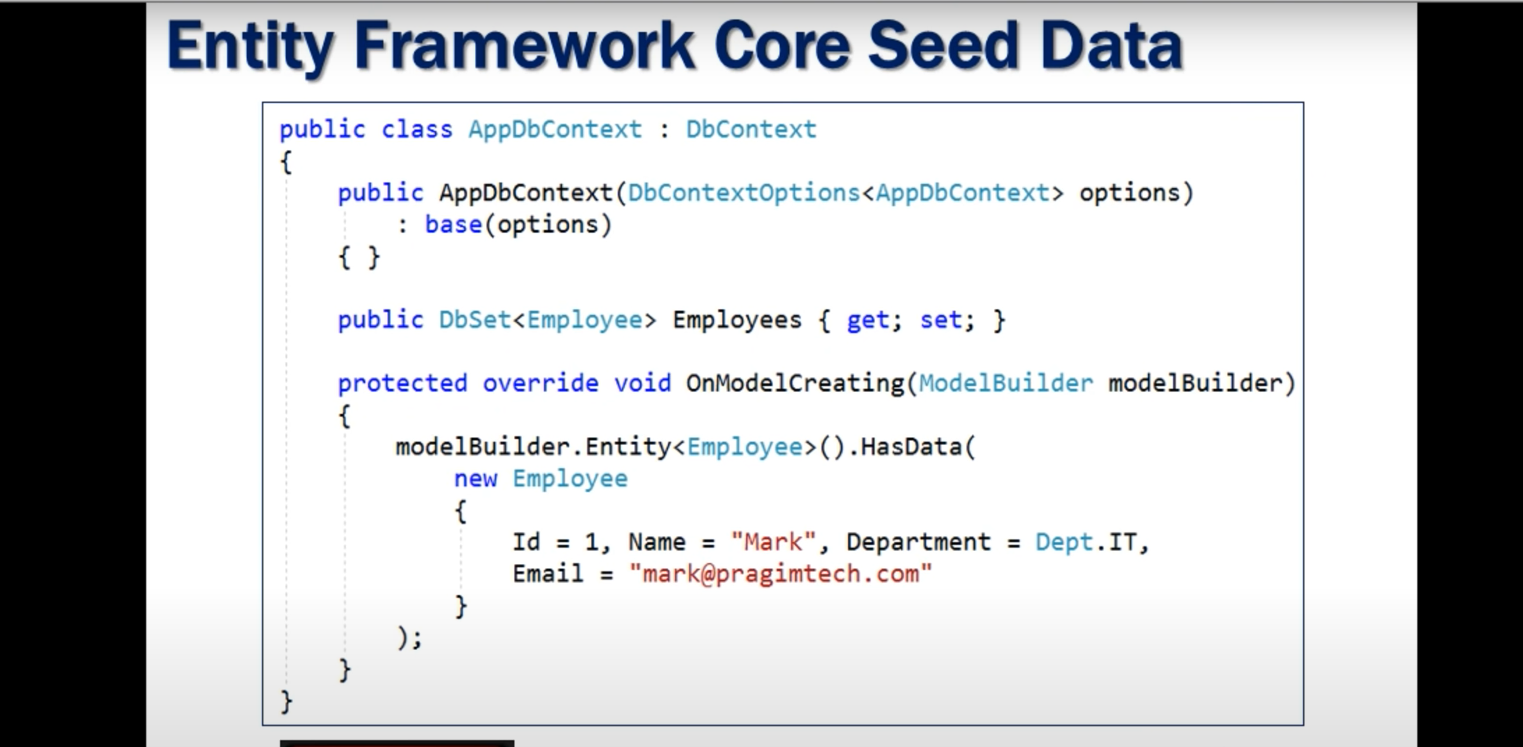 Entity Framework Core Seed Data
public class AppDbContext : DbContext
{
public AppDbContext(DbContextOptions<AppDbContext> options)
: base(options)
{ }
public DbSet<Employee> Employees { get; set; }
protected override void OnModelCreating(ModelBuilder modelBuilder)
{
modelBuilder.Entity<Employee>().HasData(
new Employee
{
Id = 1, Name = "Mark", Department = Dept.IT,
Email = "mark@pragimtech.com"
}
);
}
}